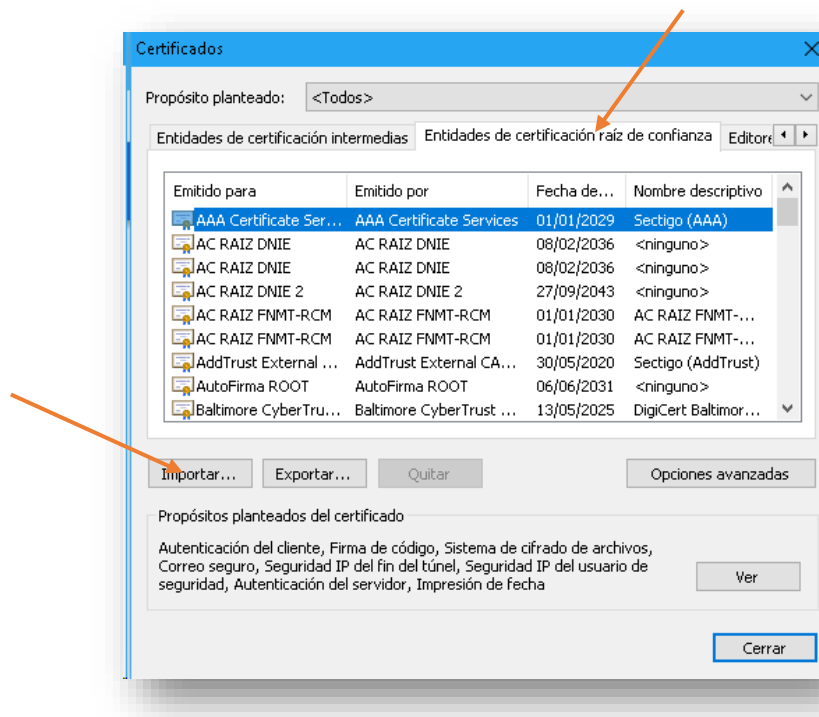 Certificados
Propósito planteado: <Todos>
Entidades de certificación intermedias Entidades de certificación raíz de confianza Editore
Emitido para Emitido por Fecha de... Nombre descriptivo
AAA Certificate Ser... AAA Certificate Services 01/01/2029 Sectigo (AAA)
AC RAIZ DNIE AC RAIZ DNIE 08/02/2036 <ninguno>
AC RAIZ DNIE AC RAIZ DNIE 08/02/2036 <ninguno>
AC RAIZ DNIE 2 AC RAIZ DNIE 2 27/09/2043 <ninguno>
AC RAIZ FNMT-RCM AC RAIZ FNMT-RCM 01/01/2030 AC RAIZ FNMT-...
AC RAIZ FNMT-RCM AC RAIZ FNMT-RCM 01/01/2030 AC RAIZ FNMT-...
AddTrust External ... AddTrust External CA... 30/05/2020 Sectigo (AddTrust)
AutoFirma ROOT AutoFirma ROOT 06/06/2031 <ninguno>
Baltimore CyberTru... Baltimore CyberTrust ... 13/05/2025 DigiCert Baltimor...
Importar... Exportar... Quitar Opciones avanzadas
Propósitos planteados del certificado
Autenticación del cliente, Firma de código, Sistema de cifrado de archivos,
Correo seguro, Seguridad IP del fin del túnel, Seguridad IP del usuario de
seguridad, Autenticación del servidor, Impresión de fecha
Ver
Cerrar